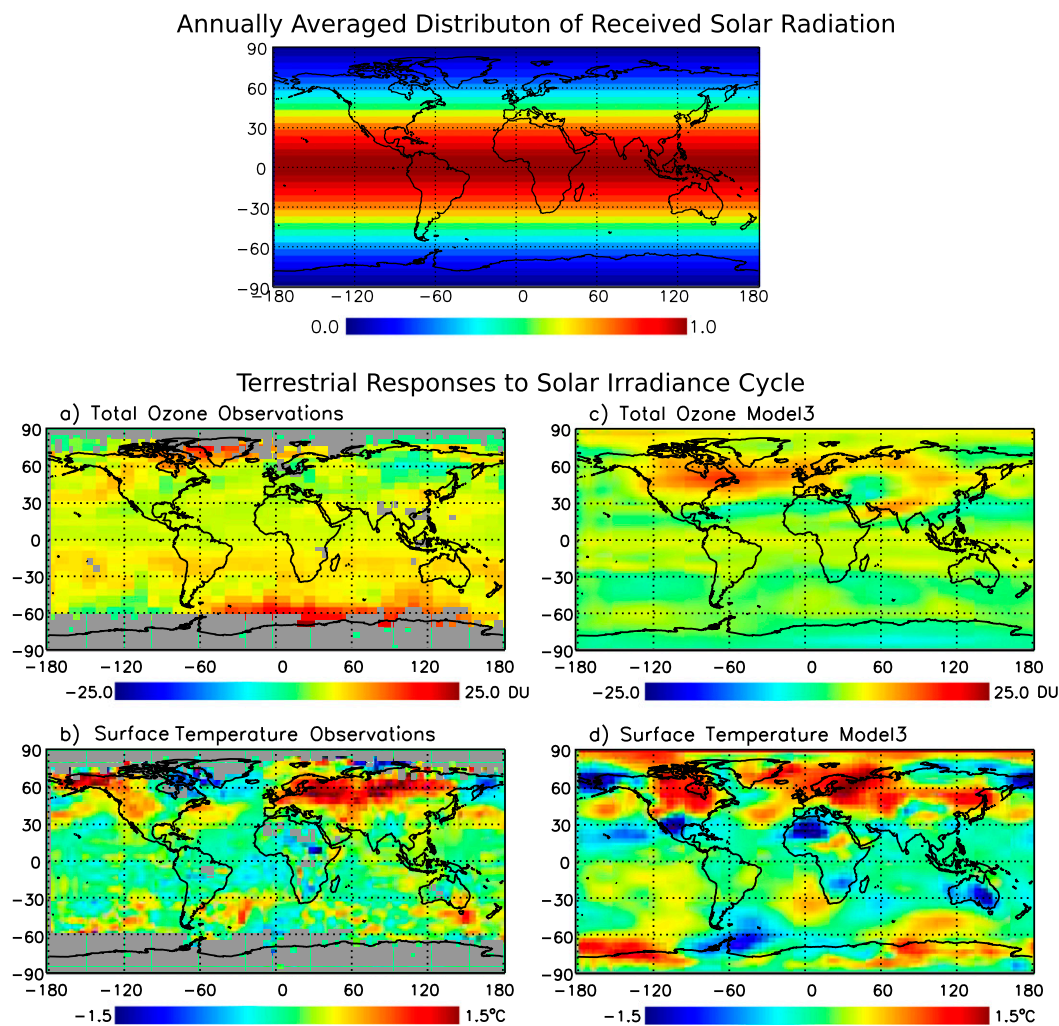 Annually Averaged Distributon of Received Solar Radiation
90
60
30
0
−30
−60
−90
−180 −120 −60 0 60 120 180
0.0 1.0
Terrestrial Responses to Solar Irradiance Cycle
a) Total Ozone Observations
90
60
30
0
−30
−60
−90
−180 −120 −60 0 60 120 180
−25.0 25.0 DU
c) Total Ozone Model3
90
60
30
0
−30
−60
−90
−180 −120 −60 0 60 120 180
−25.0 25.0 DU
b) Surface Temperature Observations
90
60
30
0
−30
−60
−90
−180 −120 −60 0 60 120 180
−1.5 1.5°C
d) Surface Temperature Model3
90
60
30
0
−30
−60
−90
−180 −120 −60 0 60 120 180
−1.5 1.5°C